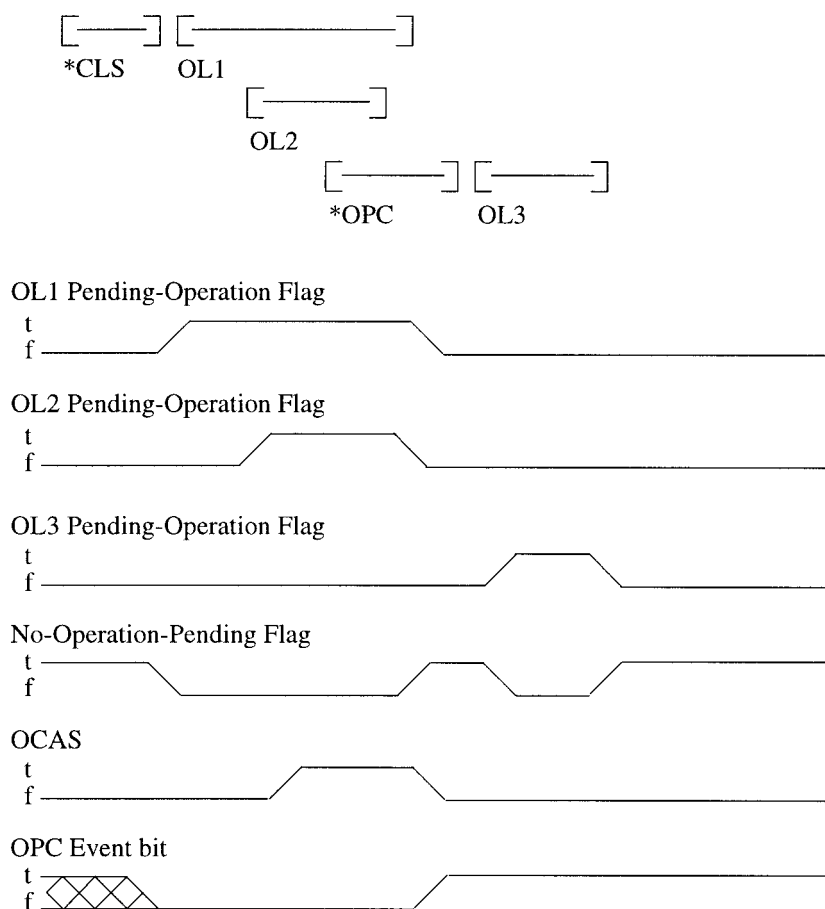 *CLS OL1
OL2
*OPC OL3
OL1 Pending-Operation Flag
t
f
OL2 Pending-Operation Flag
t
f
OL3 Pending-Operation Flag
t
f
No-Operation-Pending Flag
t
f
OCAS
t
f
OPC Event bit
t
f